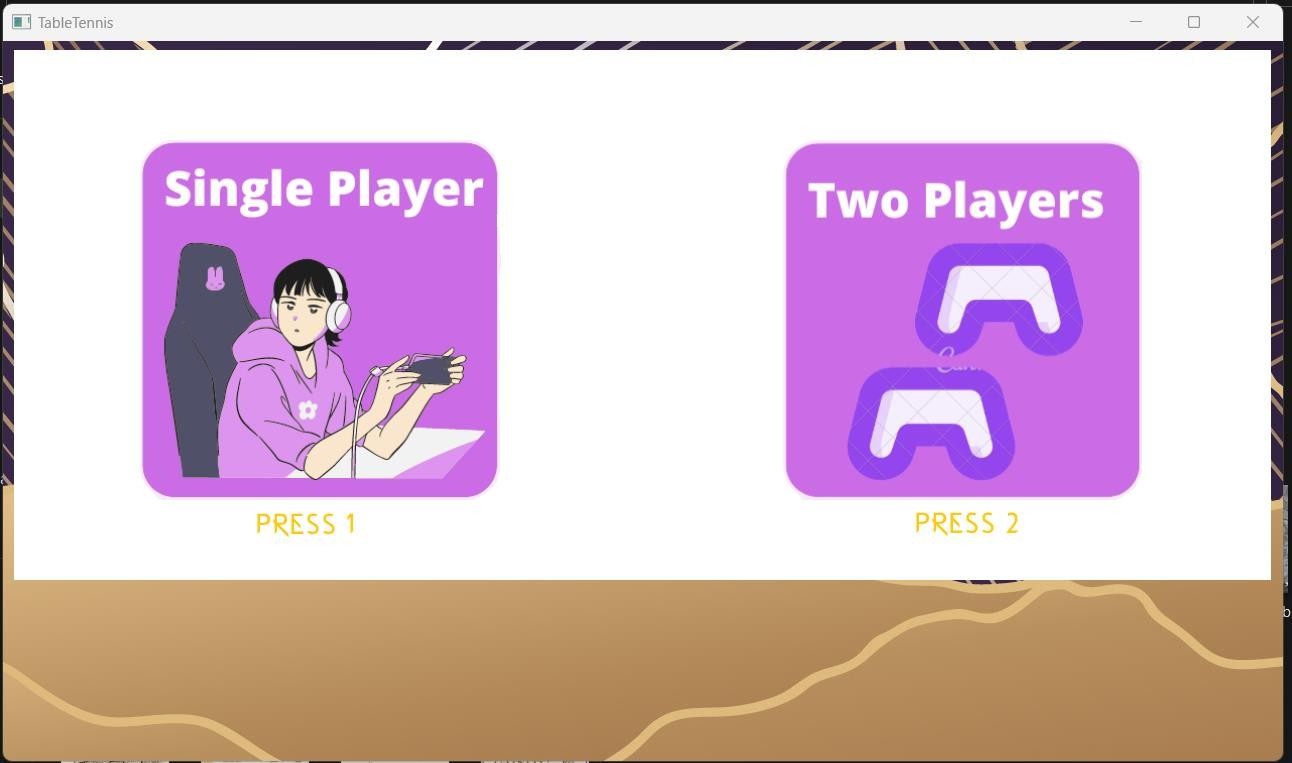 TableTennis
Single Player
Two Players
PRESS 1
PRESS 2